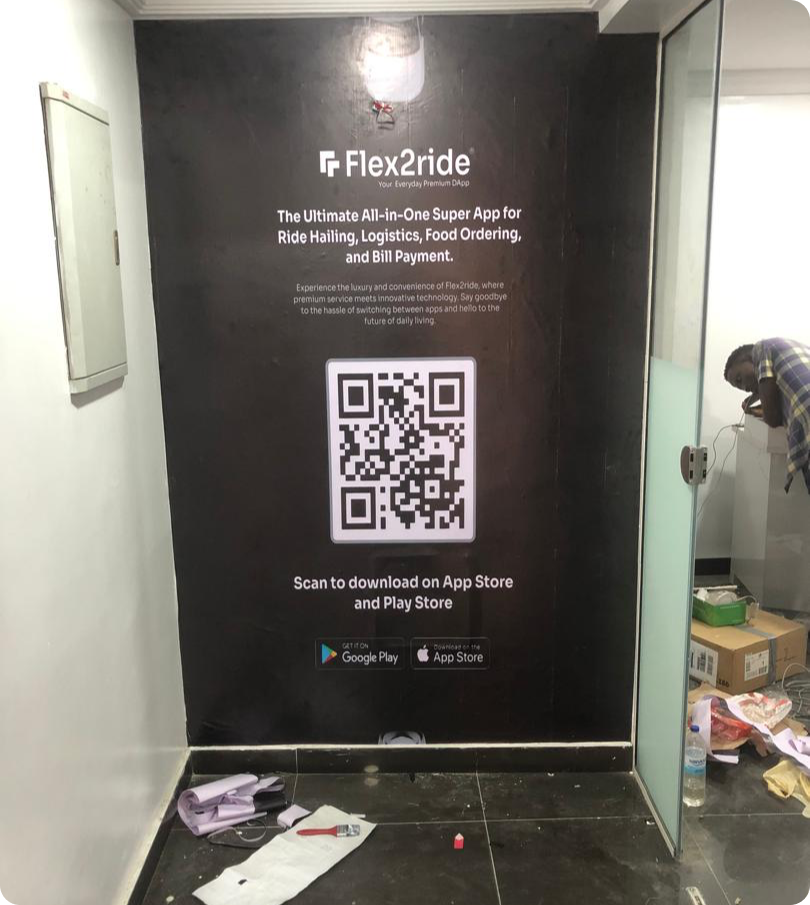 Flex2ride
Your Everyday Premium DApp
The Ultimate All-in-One Super App for
Ride Hailing, Logistics, Food Ordering,
and Bill Payment.
Experience the luxury and convenience of Flex2ride, where
premium service meets innovative technology. Say goodbye
to the hassle of switching between apps and hello to the
future of daily living.
Scan to download on App Store
and Play Store
GET IT ON
Google Play
Download on the
App Store